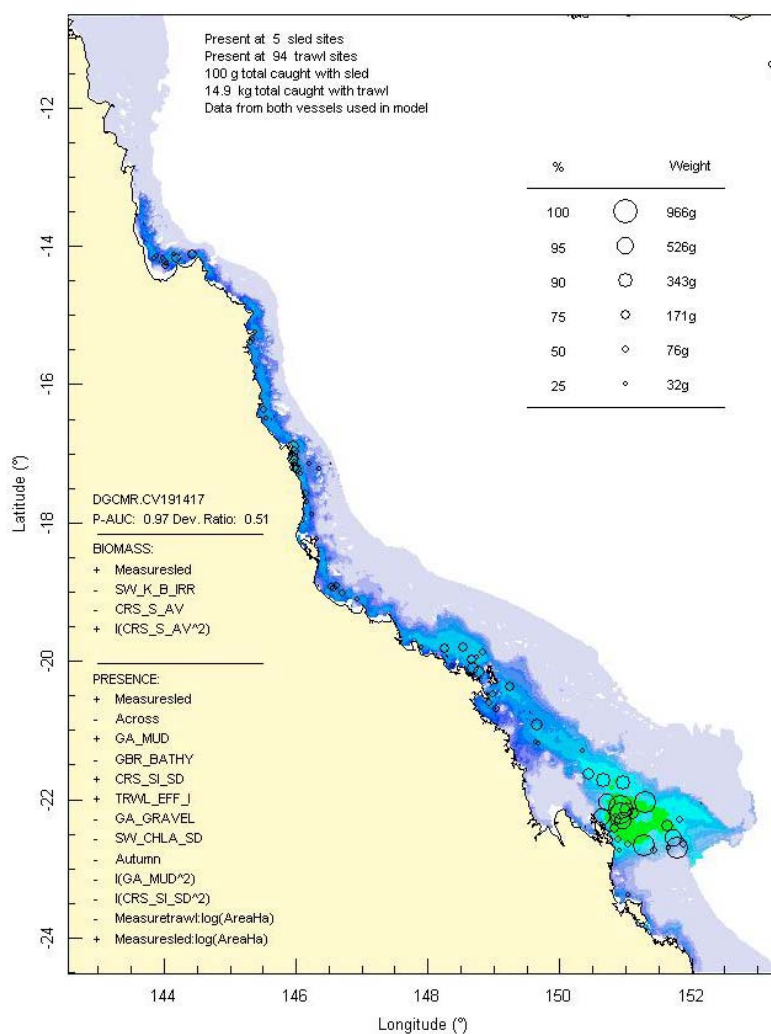 Present at 5 sled sites
Present at 94 trawl sites
100 g total caught with sled
14.9 kg total caught with trawl
Data from both vessels used in model
% Weight
100 966g
95 526g
90 343g
75 171g
50 76g
25 32g
DGCMR.CV191417
P-AUC: 0.97 Dev. Ratio: 0.51
BIOMASS:
+ Measuresled
- SW_K_B_IRR
- CRS_S_AV
+ I(CRS_S_AV^2)
PRESENCE:
+ Measuresled
- Across
+ GA_MUD
- GBR_BATHY
+ CRS_SI_SD
+ TRWL_EFF_I
- GA_GRAVEL
- SW_CHLA_SD
- Autumn
- I(GA_MUD^2)
- I(CRS_SI_SD^2)
- Measuretrawl:log(AreaHa)
+ Measuresled:log(AreaHa)
Latitude (°)
-12
-14
-16
-18
-20
-22
-24
144 146 148 150 152
Longitude (°)